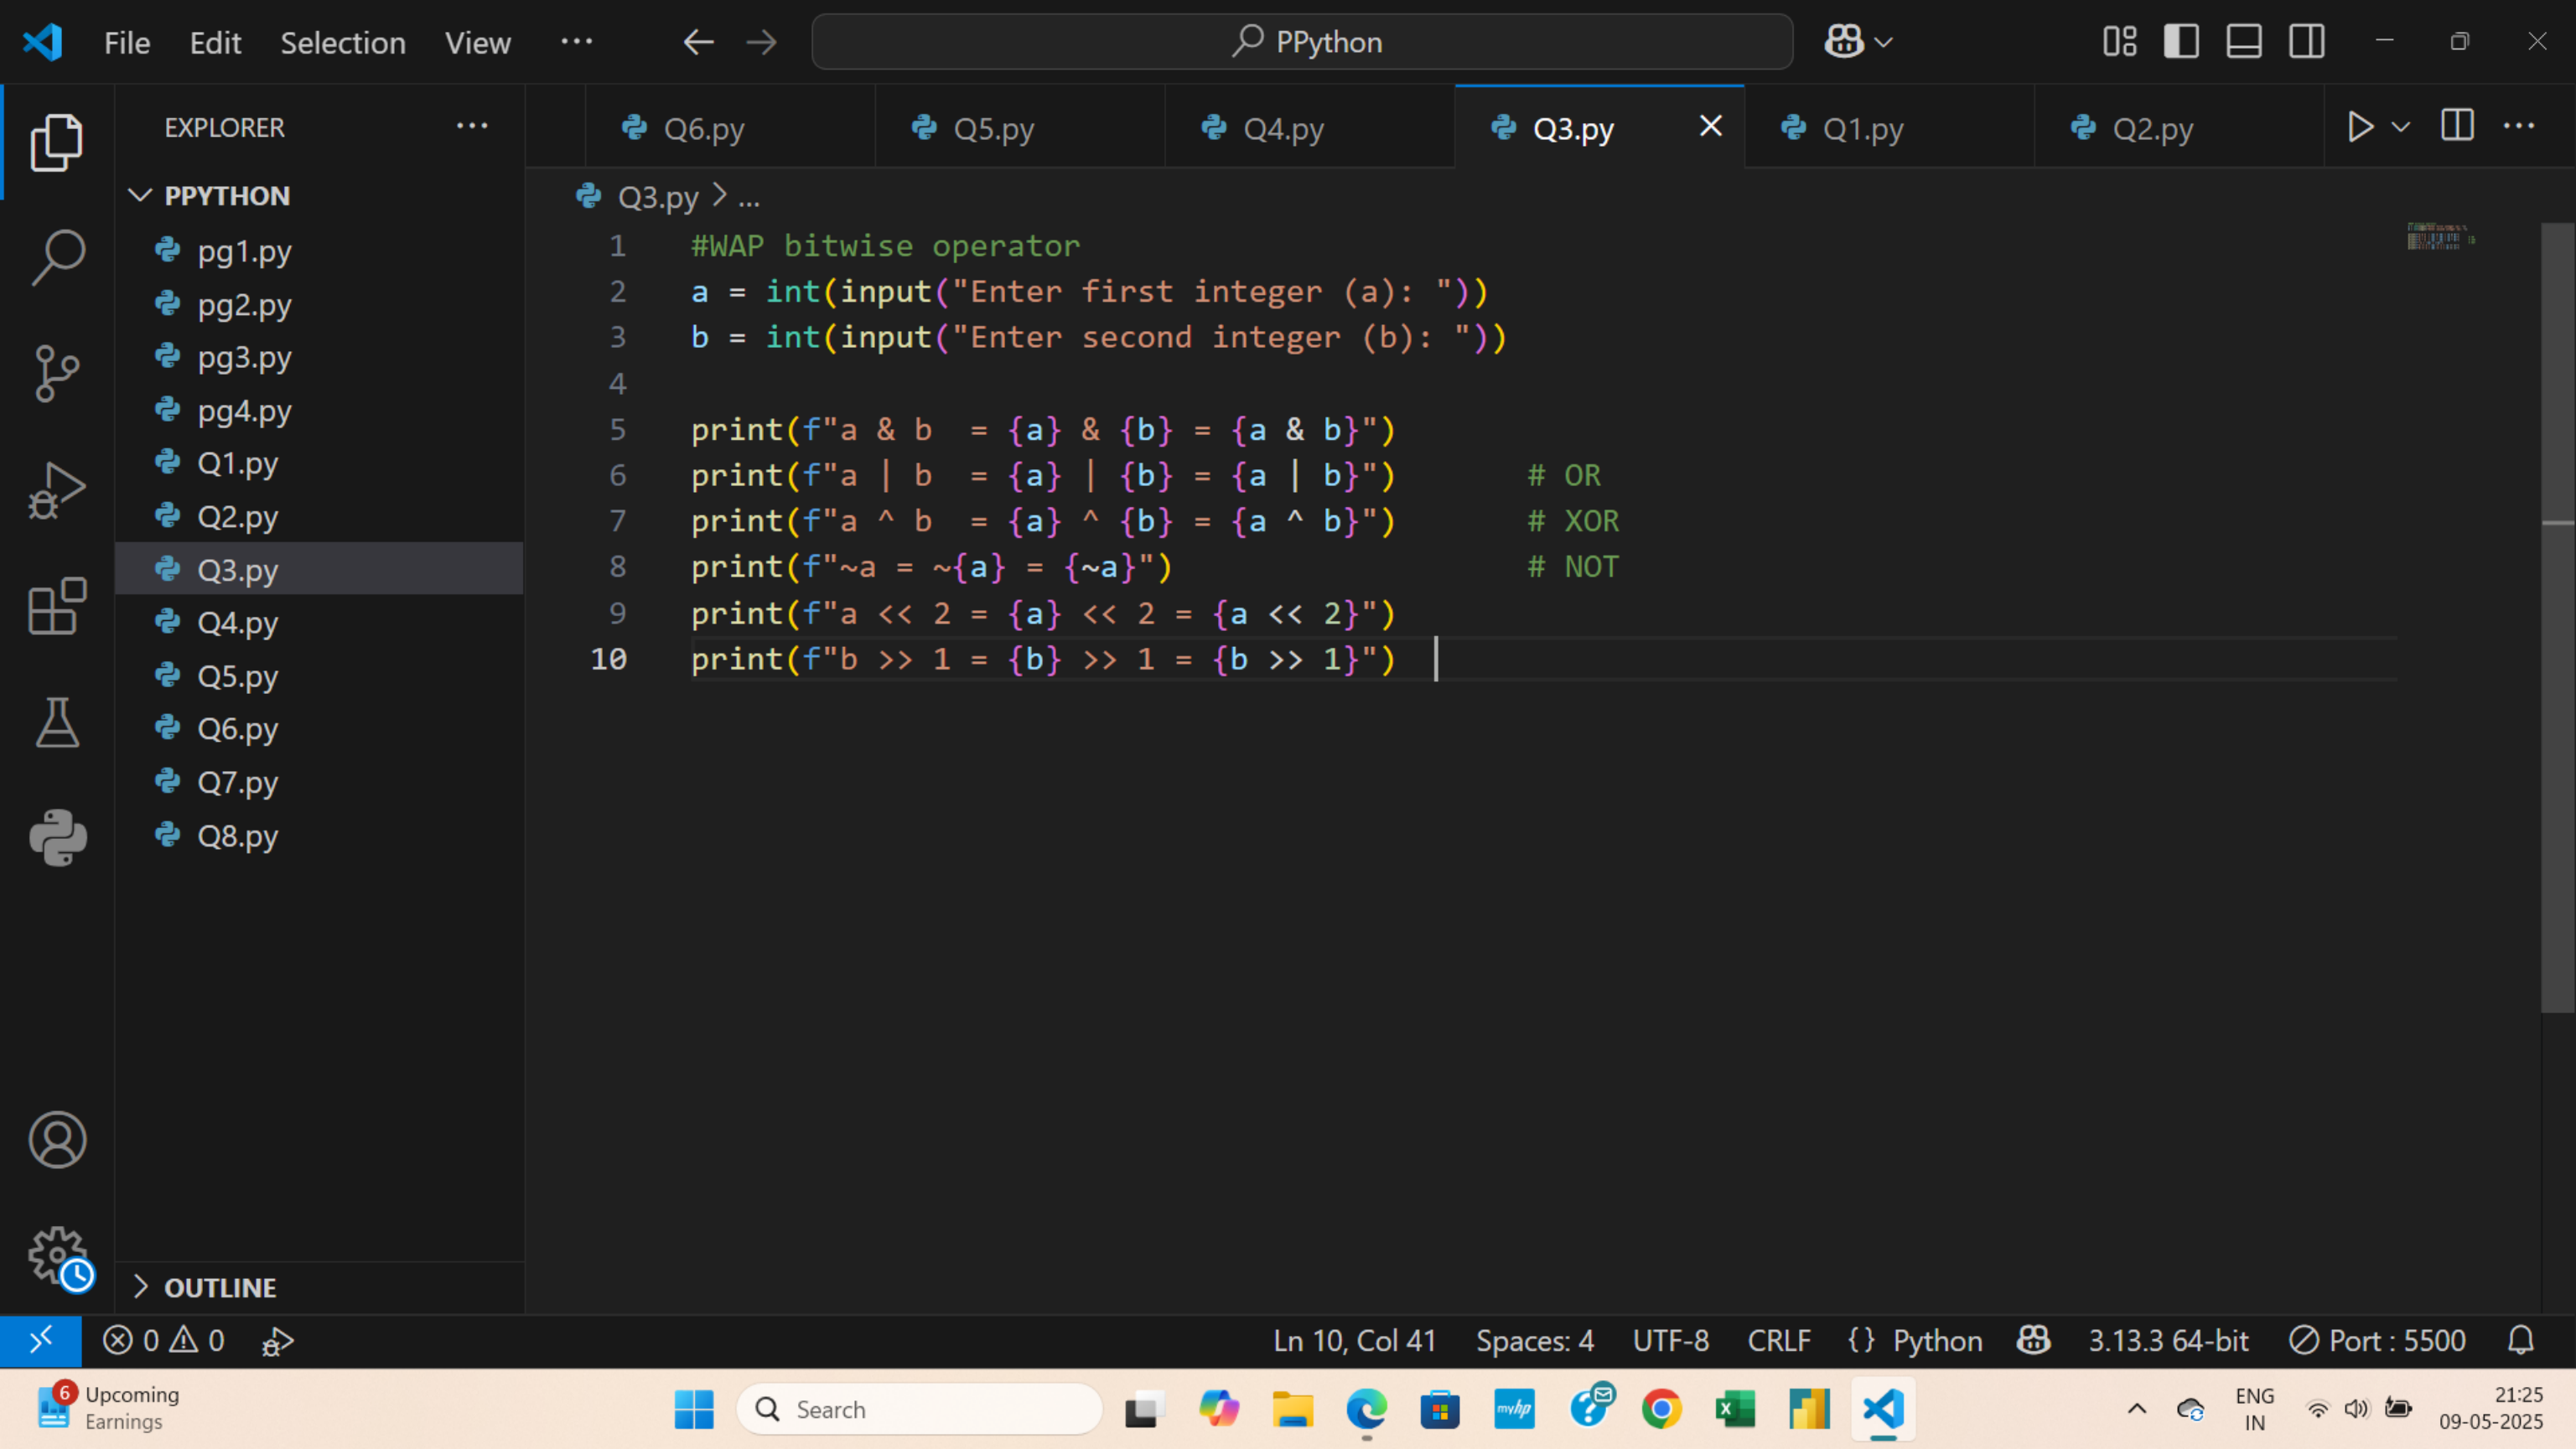 File Edit Selection View ... PPython
EXPLORER ...
Q6.py Q5.py Q4.py Q3.py Q1.py Q2.py ...
PPYTHON
pg1.py
pg2.py
pg3.py
pg4.py
Q1.py
Q2.py
Q3.py
Q4.py
Q5.py
Q6.py
Q7.py
Q8.py
OUTLINE
Q3.py > ...
1 #WAP bitwise operator
2 a = int(input("Enter first integer (a): "))
3 b = int(input("Enter second integer (b): "))
4
5 print(f"a & b  = {a} & {b} = {a & b}")
6 print(f"a | b  = {a} | {b} = {a | b}")       # OR
7 print(f"a ^ b  = {a} ^ {b} = {a ^ b}")       # XOR
8 print(f"~a = ~{a} = {~a}")                   # NOT
9 print(f"a << 2 = {a} << 2 = {a << 2}")
10 print(f"b >> 1 = {b} >> 1 = {b >> 1}")
0 0 Ln 10, Col 41 Spaces: 4 UTF-8 CRLF {} Python 3.13.3 64-bit Port : 5500
6 Upcoming
Earnings
Search
myhp
?
X
ENG
IN
21:25
09-05-2025